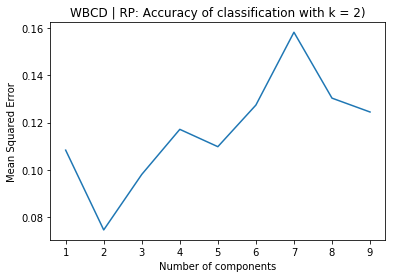 WBCD | RP: Accuracy of classification with k = 2)
0.16
0.14
0.12
0.10
0.08
Mean Squared Error
1 2 3 4 5 6 7 8 9
Number of components